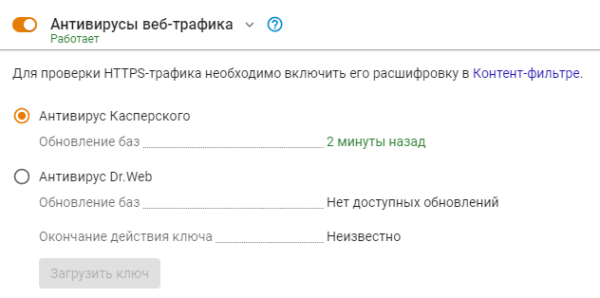 Антивирусы веб-трафика
Работает
Для проверки HTTPS-трафика необходимо включить его расшифровку в Контент-фильтре.
Антивирус Касперского
Обновление баз 2 минуты назад
Антивирус Dr.Web
Обновление баз Нет доступных обновлений
Окончание действия ключа Неизвестно
Загрузить ключ